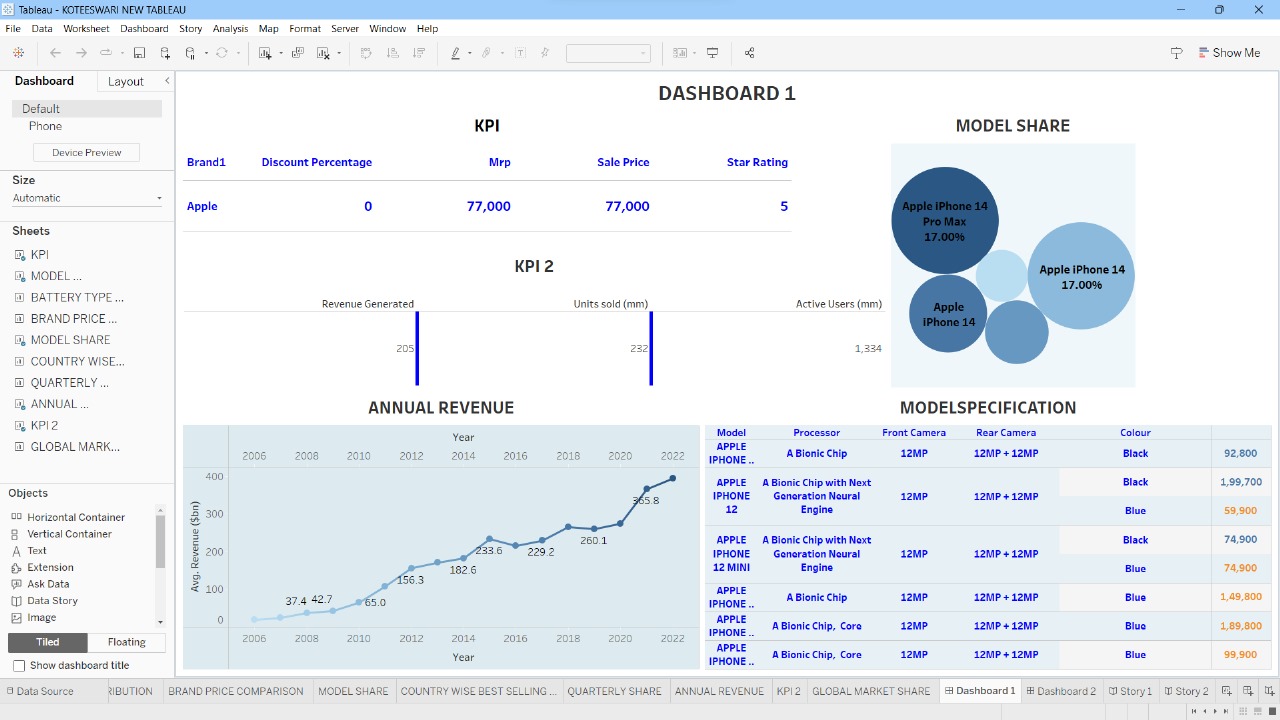 Tableau - KOTEESWARI NEW TABLEAU
File Data Worksheet Dashboard Story Analysis Map Format Server Window Help
Show Me
Dashboard Layout
Default
Phone
Device Preview
Size
Automatic
Sheets
KPI
MODEL ...
BATTERY TYPE ...
BRAND PRICE ...
MODEL SHARE
COUNTRY WISE...
QUARTERLY ...
ANNUAL ...
KPI 2
GLOBAL MARK...
Objects
Horizontal Container
Vertical Container
Text
Extension
Ask Data
Data Story
Image
Tiled Floating
Show dashboard title
DASHBOARD 1
KPI
Brand1 Discount Percentage Mrp Sale Price Star Rating
Apple 0 77,000 77,000 5
KPI 2
Revenue Generated Units sold (mm) Active Users (mm)
205 232 1,334
MODEL SHARE
Apple iPhone 14
Pro Max
17.00%
Apple iPhone 14
17.00%
Apple
iPhone 14
ANNUAL REVENUE
Year
2006 2008 2010 2012 2014 2016 2018 2020 2022
Avg. Revenue ($bn)
400
300
200
100
0
37.4 42.7 65.0 156.3 182.6 233.6 229.2 260.1 365.8
2006 2008 2010 2012 2014 2016 2018 2020 2022
Year
MODELSPECIFICATION
Model Processor Front Camera Rear Camera Colour
APPLE
IPHONE .. A Bionic Chip 12MP 12MP + 12MP Black 92,800
APPLE
IPHONE
12
A Bionic Chip with Next
Generation Neural
Engine
12MP 12MP + 12MP
Black 1,99,700
Blue 59,900
APPLE
IPHONE
12 MINI
A Bionic Chip with Next
Generation Neural
Engine
12MP 12MP + 12MP
Black 74,900
Blue 74,900
APPLE
IPHONE .. A Bionic Chip 12MP 12MP + 12MP Blue 1,49,800
APPLE
IPHONE .. A Bionic Chip, Core 12MP 12MP + 12MP Blue 1,89,800
APPLE
IPHONE .. A Bionic Chip, Core 12MP 12MP + 12MP Blue 99,900
Data Source RIBUTION BRAND PRICE COMPARISON MODEL SHARE COUNTRY WISE BEST SELLING ... QUARTERLY SHARE ANNUAL REVENUE KPI 2 GLOBAL MARKET SHARE Dashboard 1 Dashboard 2 Story 1 Story 2